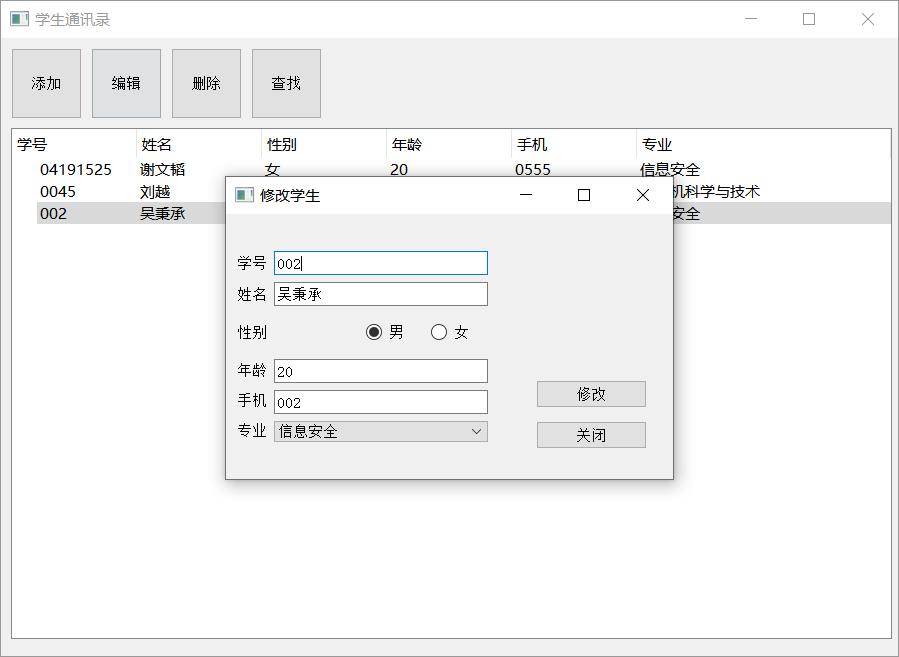 学生通讯录
添加 编辑 删除 查找
学号 姓名 性别 年龄 手机 专业
04191525 谢文韬 女 20 0555 信息安全
0045 刘越 机科学与技术
002 吴秉承 安全
修改学生
学号 002
姓名 吴秉承
性别 男 女
年龄 20
修改
手机 002
专业 信息安全
关闭